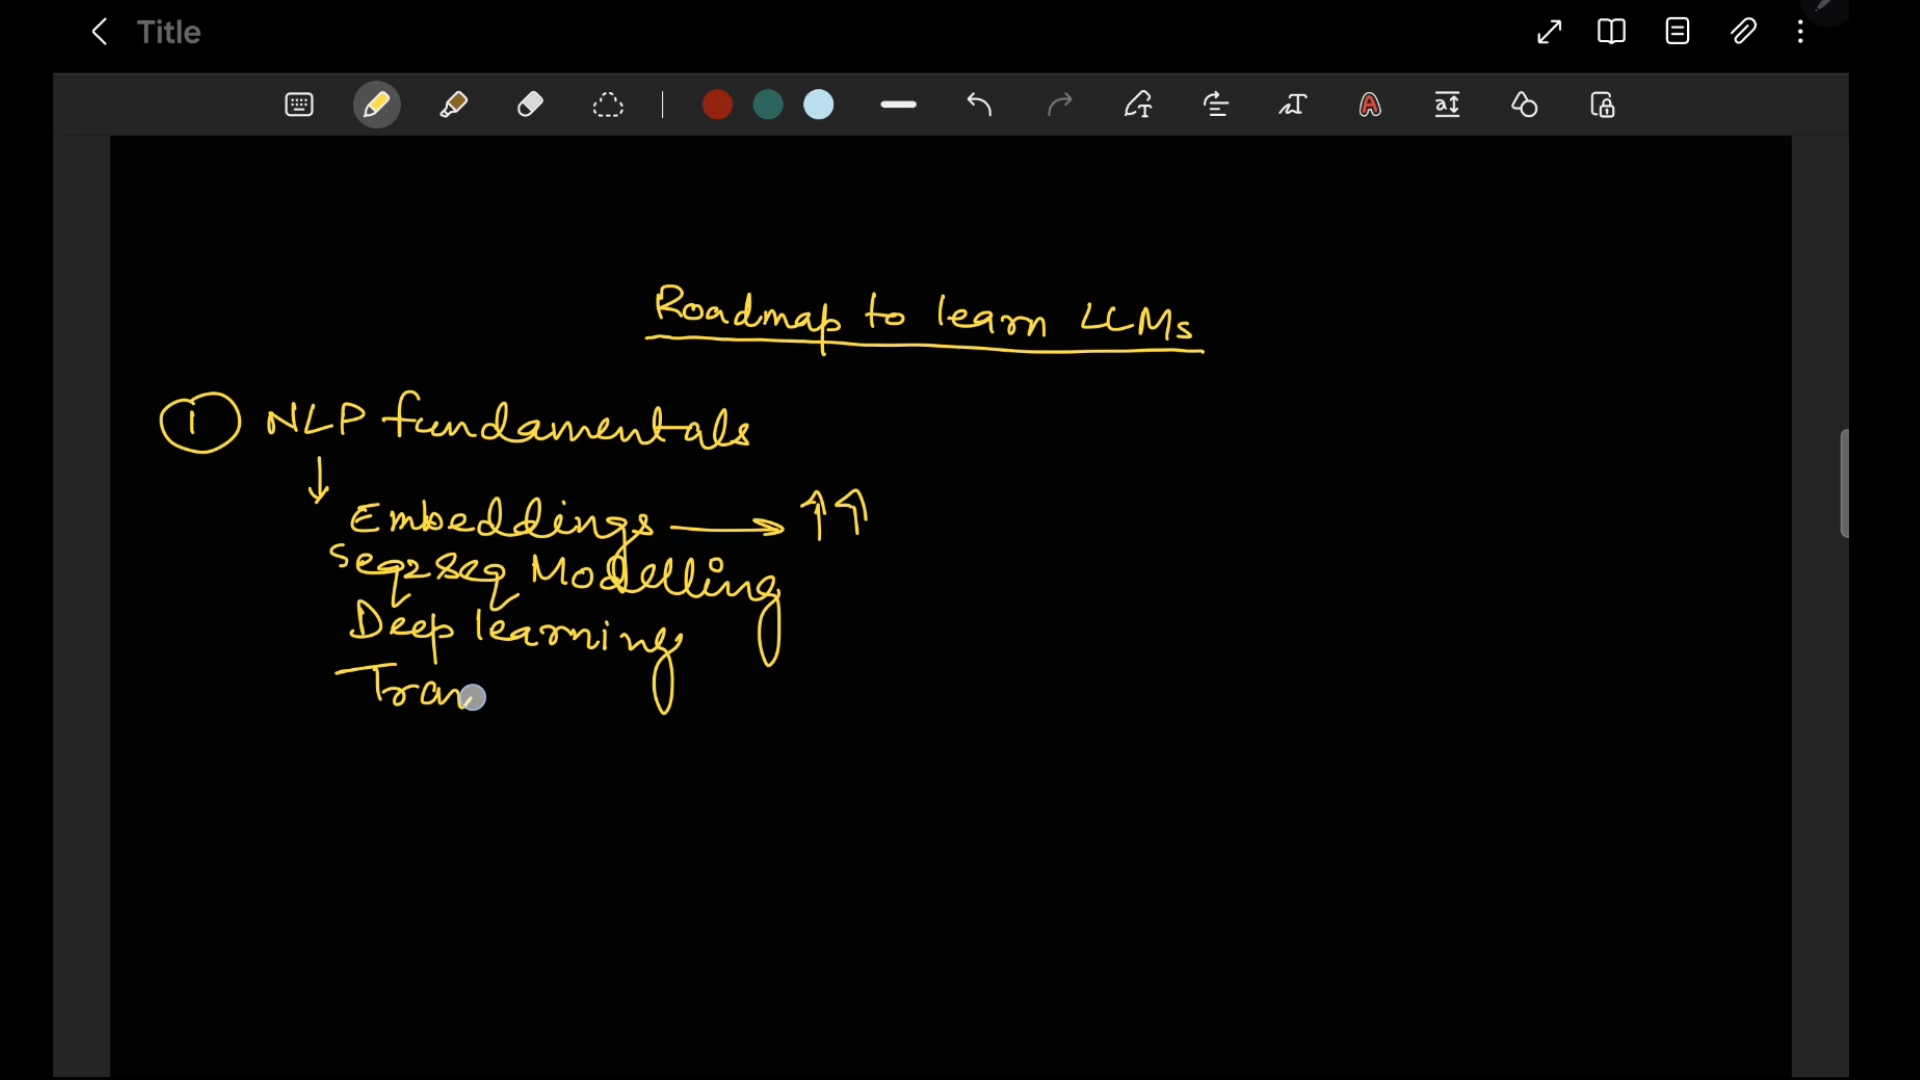 Title
Roadmap to learn LLMs
1 NLP fundamentals
Embeddings
Seq2Seq Modelling
Deep learning
Tran